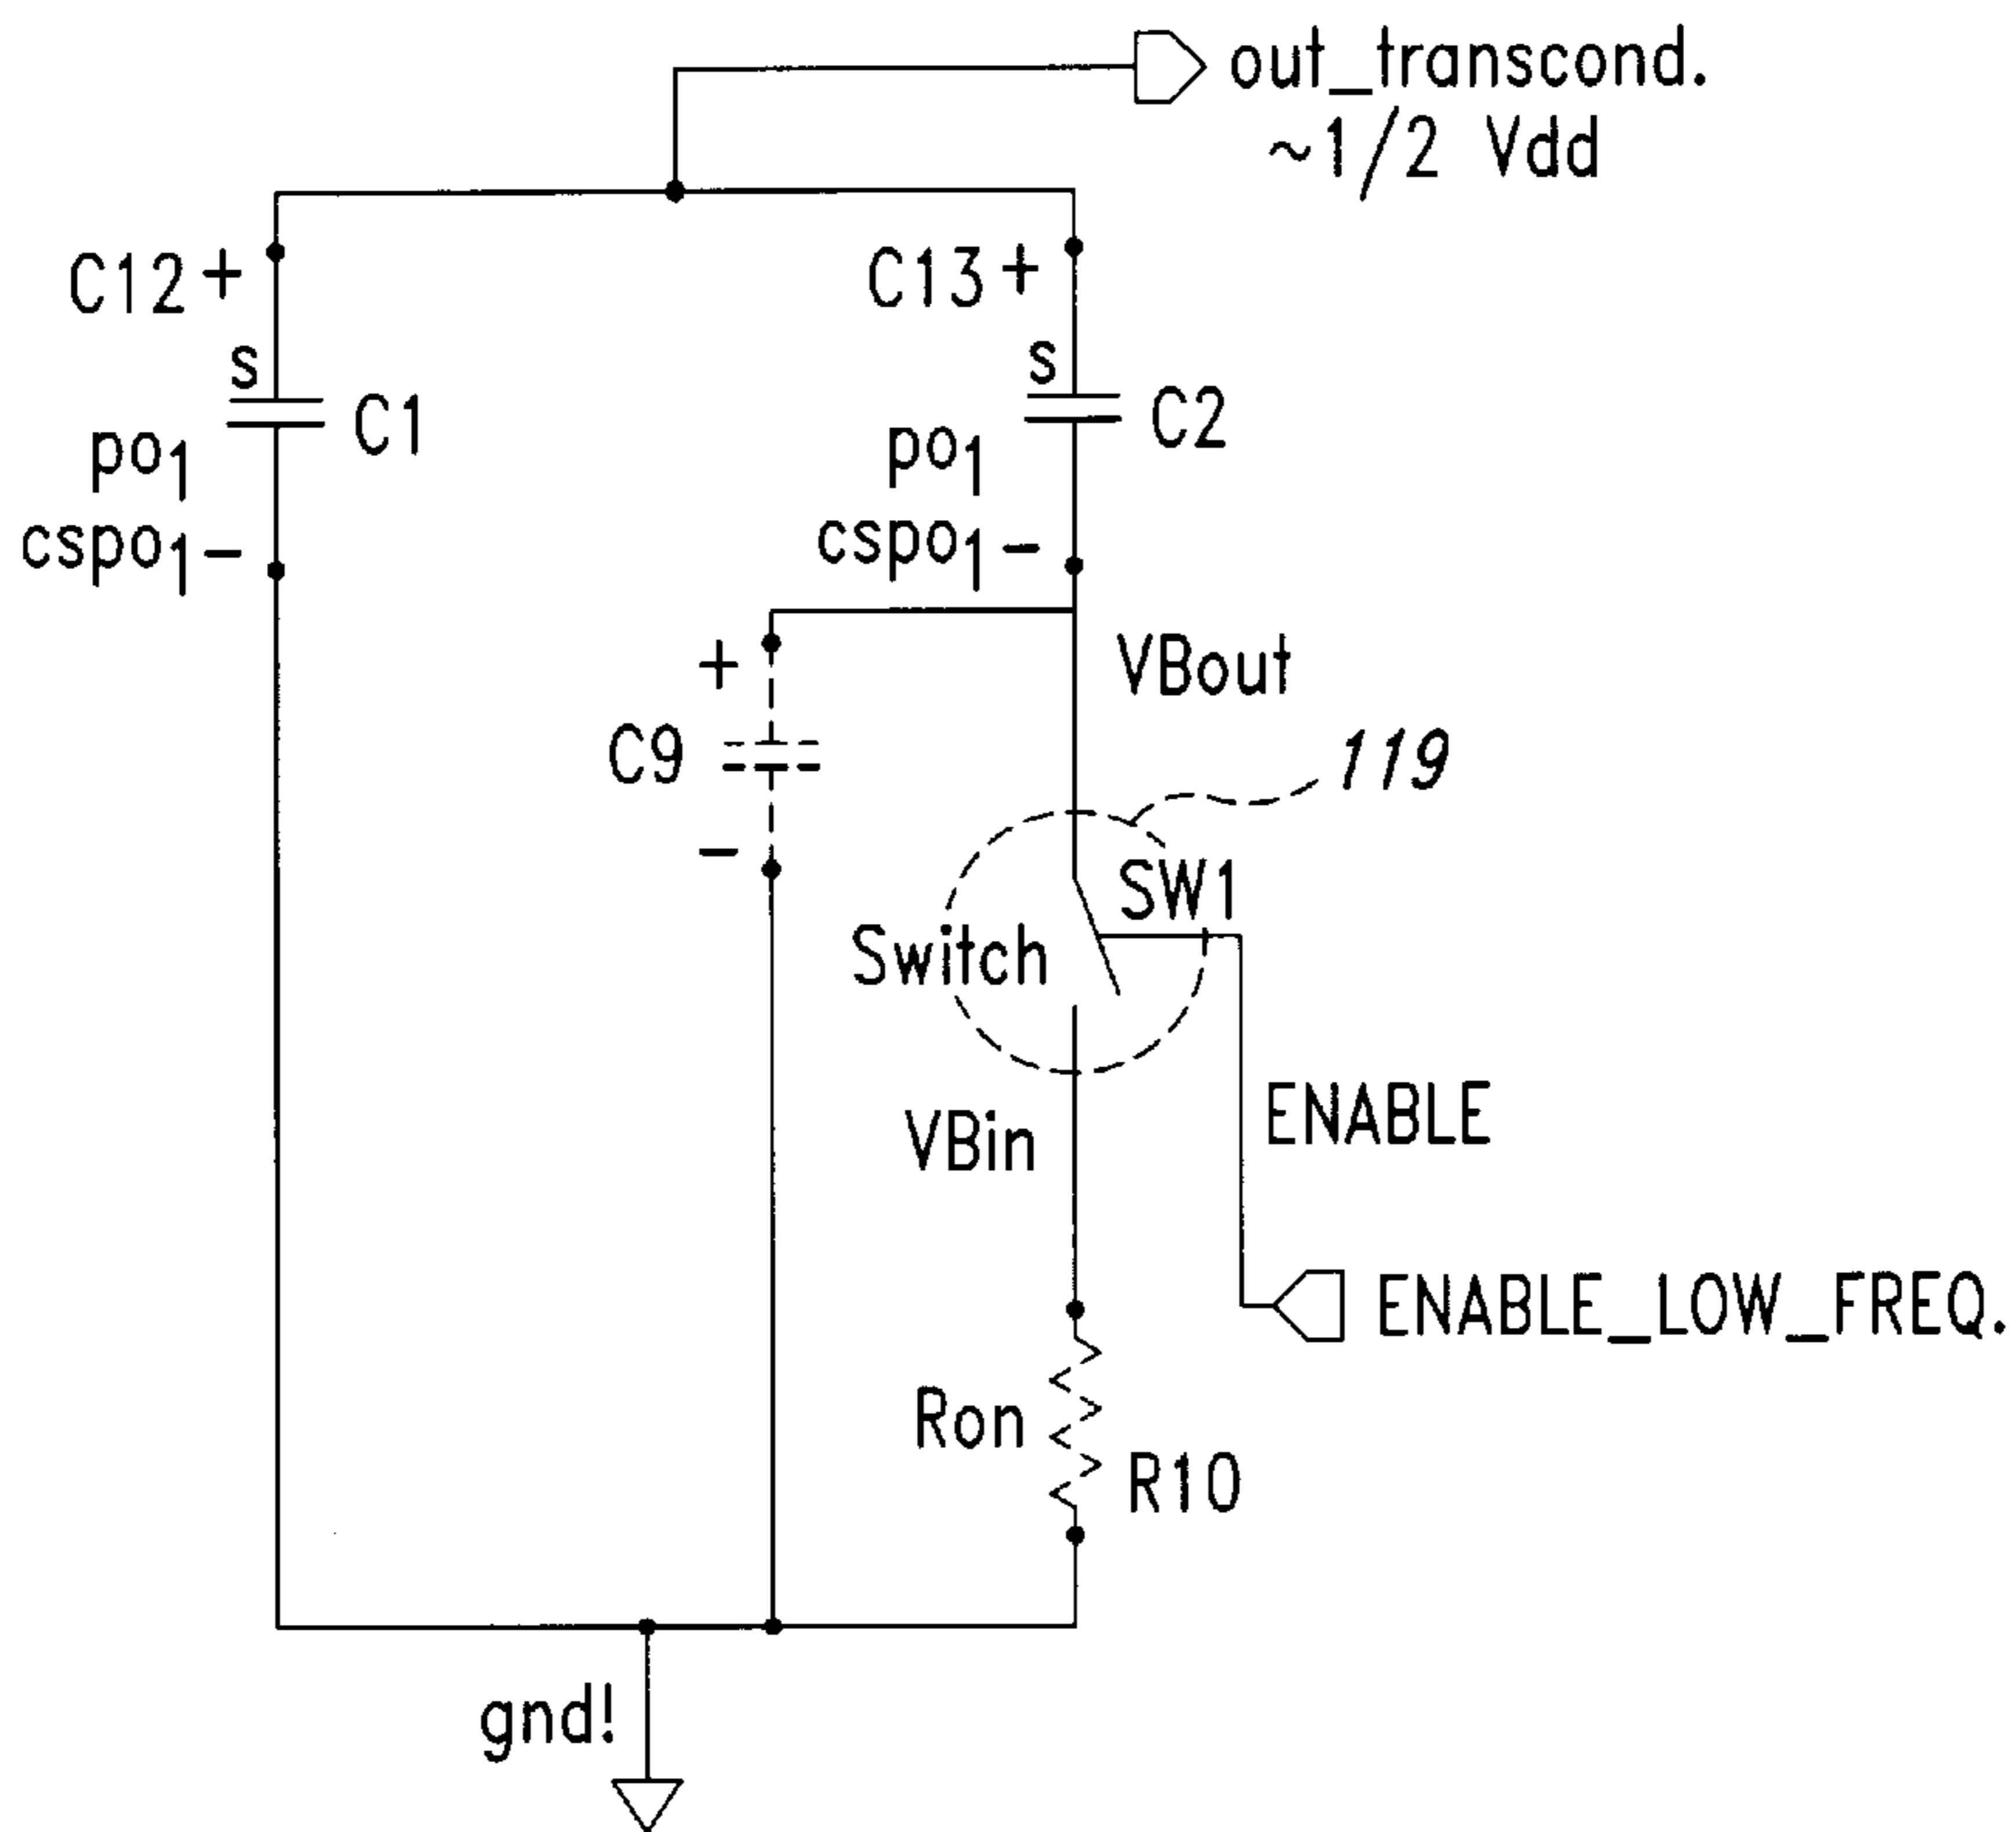 out_transcond.
~1/2 Vdd
C12 +
C13 +
s
s
C1
C2
po1
po1
cspo1 -
cspo1 -
+
VBout
C9
119
-
SW1
Switch
ENABLE
VBin
ENABLE_LOW_FREQ.
Ron
R10
gnd!